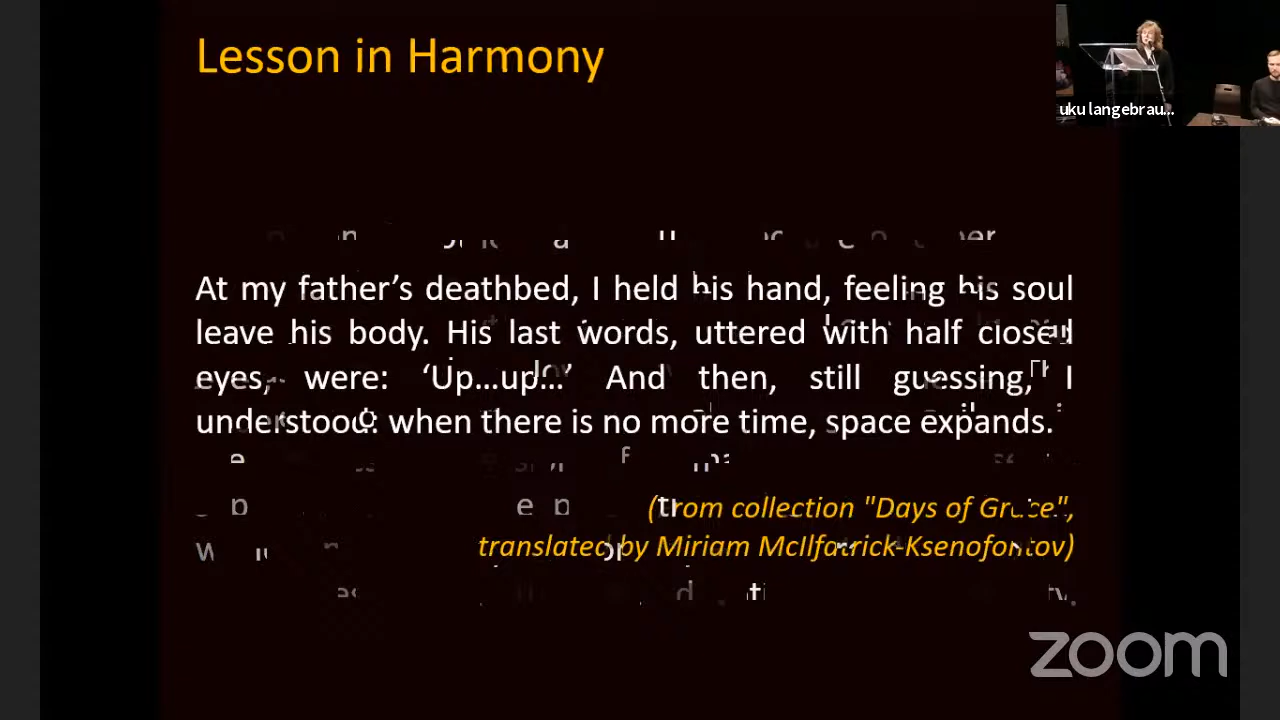 Lesson in Harmony
uku langebrau...
At my father’s deathbed, I held his hand, feeling his soul
leave his body. His last words, uttered with half closed
eyes, were: ‘Up...up...’ And then, still guessing, I
understood: when there is no more time, space expands.
(From collection "Days of Grace",
translated by Miriam McIlfatrick-Ksenofontov)
zoom